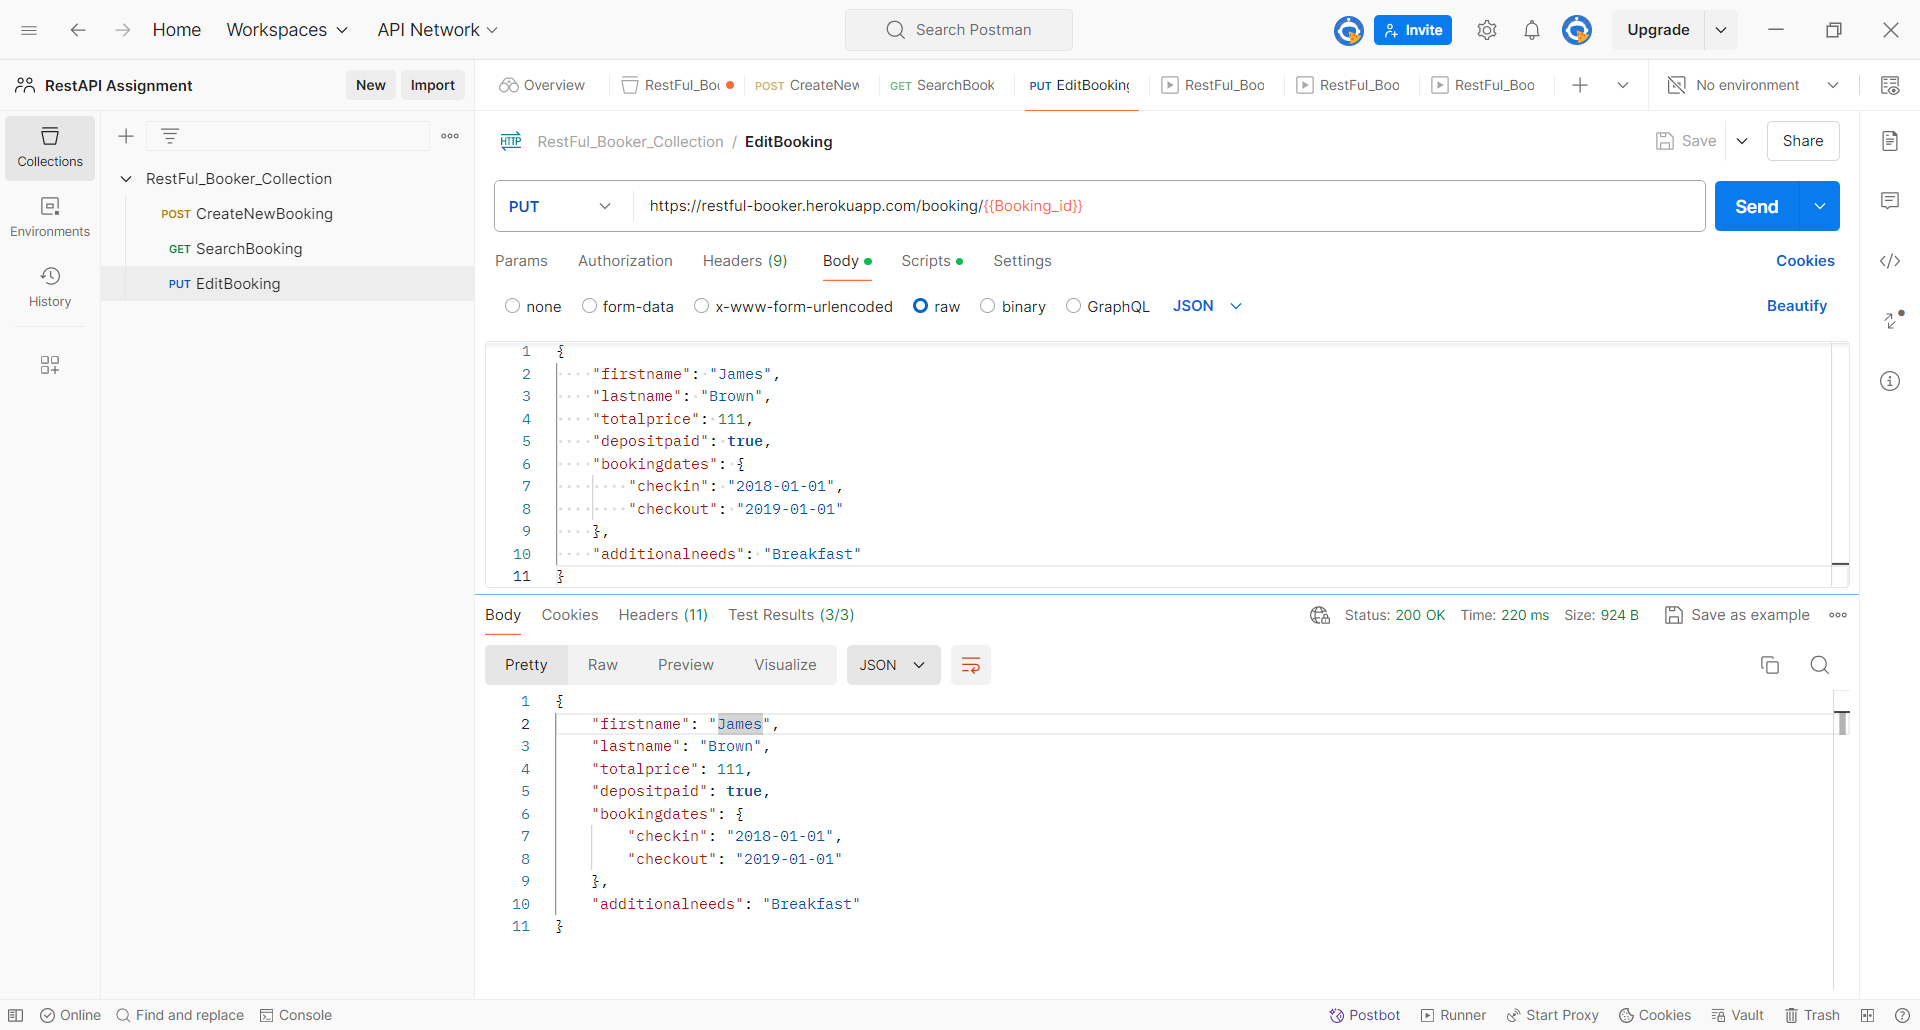 Home Workspaces API Network Search Postman Invite Upgrade
RestAPI Assignment New Import
Overview RestFul_Boo POST CreateNew GET SearchBook PUT EditBooking RestFul_Boo RestFul_Boo RestFul_Boo No environment
Collections
Environments
History
RestFul_Booker_Collection
POST CreateNewBooking
GET SearchBooking
PUT EditBooking
HTTP RestFul_Booker_Collection / EditBooking Save Share
PUT https://restful-booker.herokuapp.com/booking/{{Booking_id}} Send
Params Authorization Headers (9) Body Scripts Settings Cookies
none form-data x-www-form-urlencoded raw binary GraphQL JSON Beautify
1 {
2 "firstname": "James",
3 "lastname": "Brown",
4 "totalprice": 111,
5 "depositpaid": true,
6 "bookingdates": {
7 "checkin": "2018-01-01",
8 "checkout": "2019-01-01"
9 },
10 "additionalneeds": "Breakfast"
11 }
Body Cookies Headers (11) Test Results (3/3) Status: 200 OK Time: 220 ms Size: 924 B Save as example
Pretty Raw Preview Visualize JSON
1 {
2 "firstname": "James",
3 "lastname": "Brown",
4 "totalprice": 111,
5 "depositpaid": true,
6 "bookingdates": {
7 "checkin": "2018-01-01",
8 "checkout": "2019-01-01"
9 },
10 "additionalneeds": "Breakfast"
11 }
Online Find and replace Console Postbot Runner Start Proxy Cookies Vault Trash